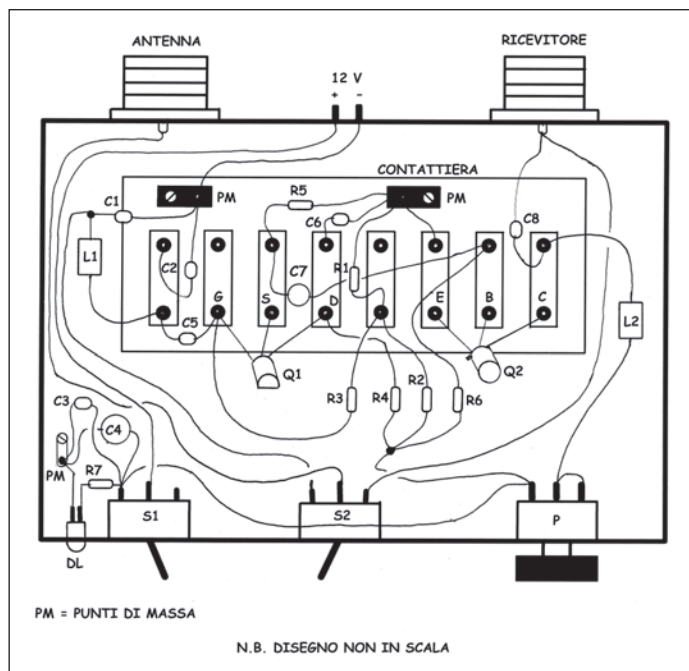 ANTENNA
RICEVITORE
12 V
+ -
CONTATTIERA
C1
PM
R5
C6
PM
C8
L1
C2
C7
R1
L2
G
S
D
E
B
C
C5
Q1
Q2
R3
R4
R2
R6
C3
- C4
PM
R7
S1
S2
P
DL
PM = PUNTI DI MASSA
N.B. DISEGNO NON IN SCALA